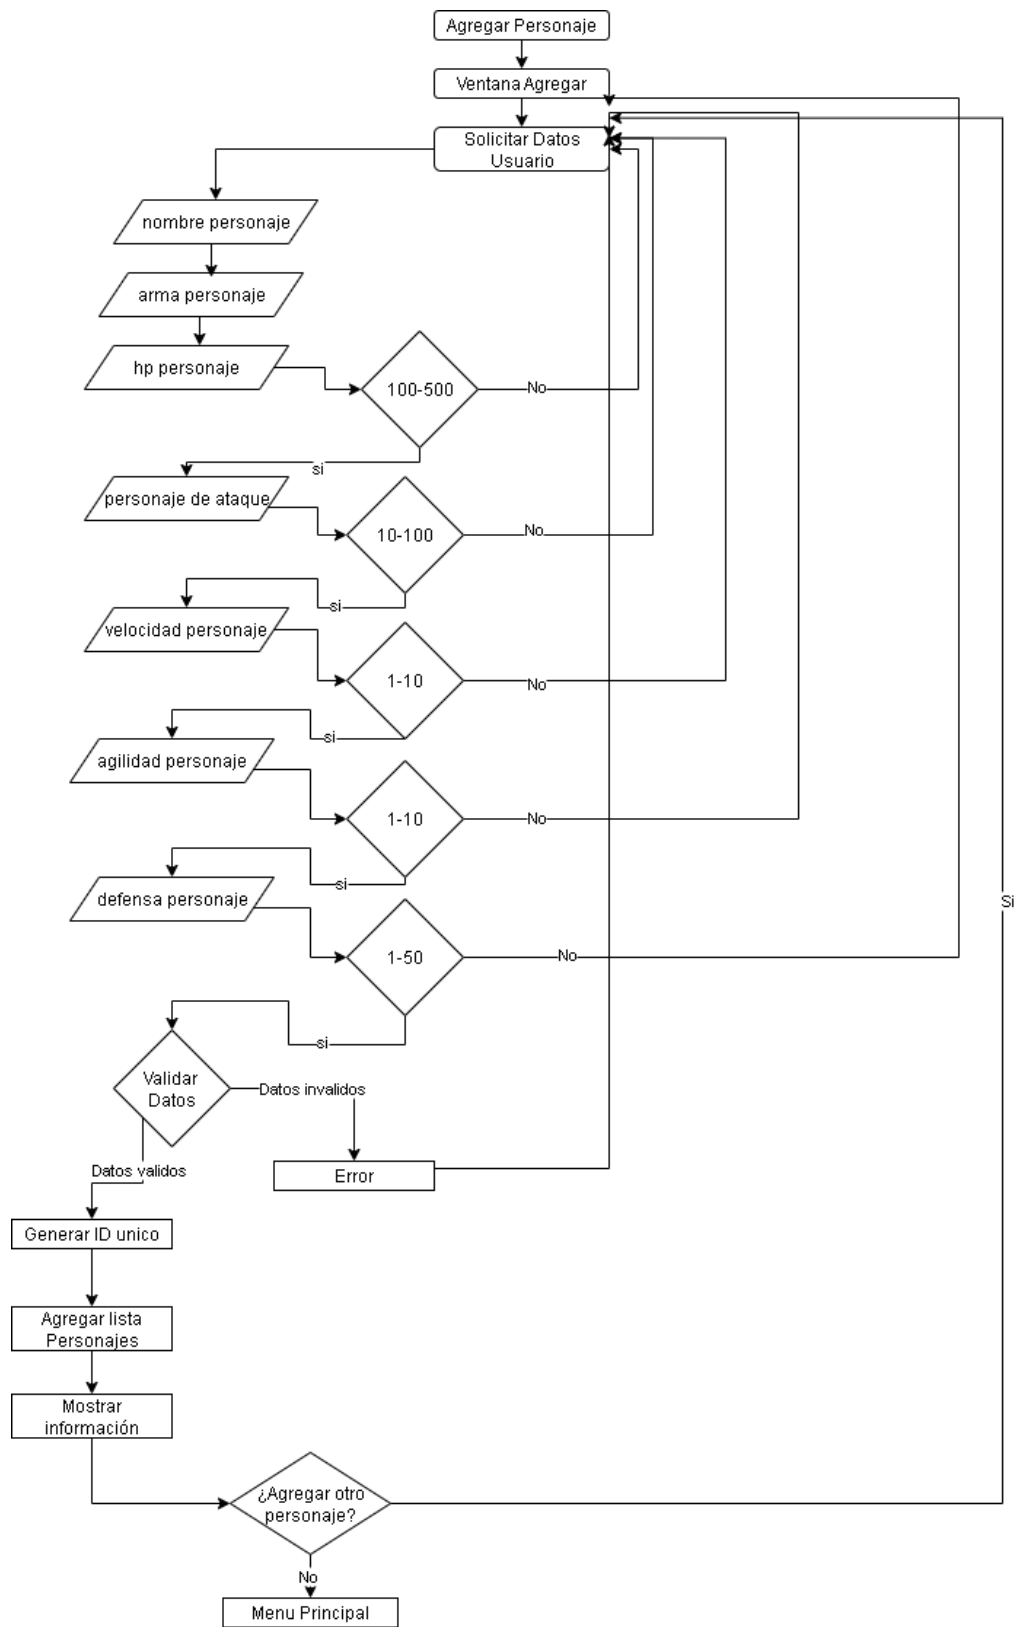 Agregar Personaje
Ventana Agregar
Solicitar Datos
Usuario
nombre personaje
arma personaje
hp personaje
100-500
No
si
personaje de ataque
10-100
No
si
velocidad personaje
1-10
No
si
agilidad personaje
1-10
No
si
defensa personaje
1-50
No
Si
si
Validar
Datos
Datos invalidos
Datos validos
Error
Generar ID unico
Agregar lista
Personajes
Mostrar
información
¿Agregar otro
personaje?
No
Menu Principal